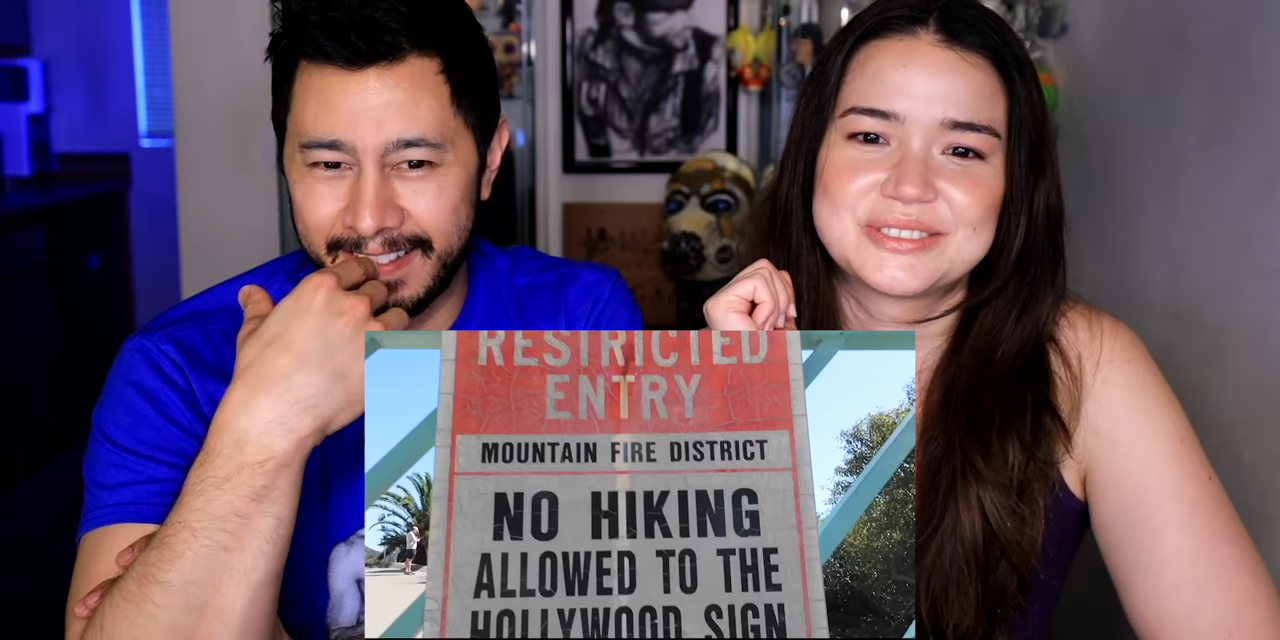 RESTRICTED
ENTRY
MOUNTAIN FIRE DISTRICT
NO HIKING
ALLOWED TO THE
HOLLYWOOD SIGN